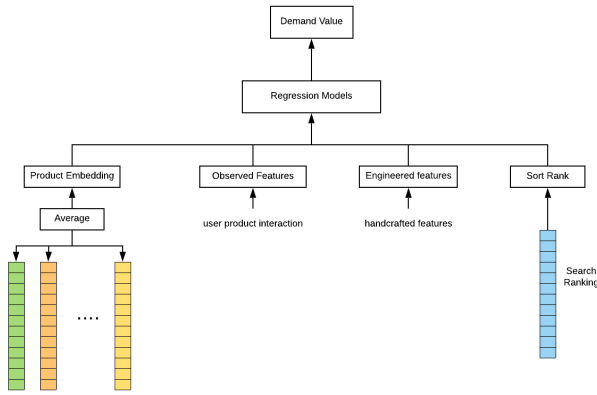 Demand Value
Regression Models
Product Embedding
Observed Features
Engineered features
Sort Rank
Average
user product interaction
handcrafted features
Search
Ranking
....